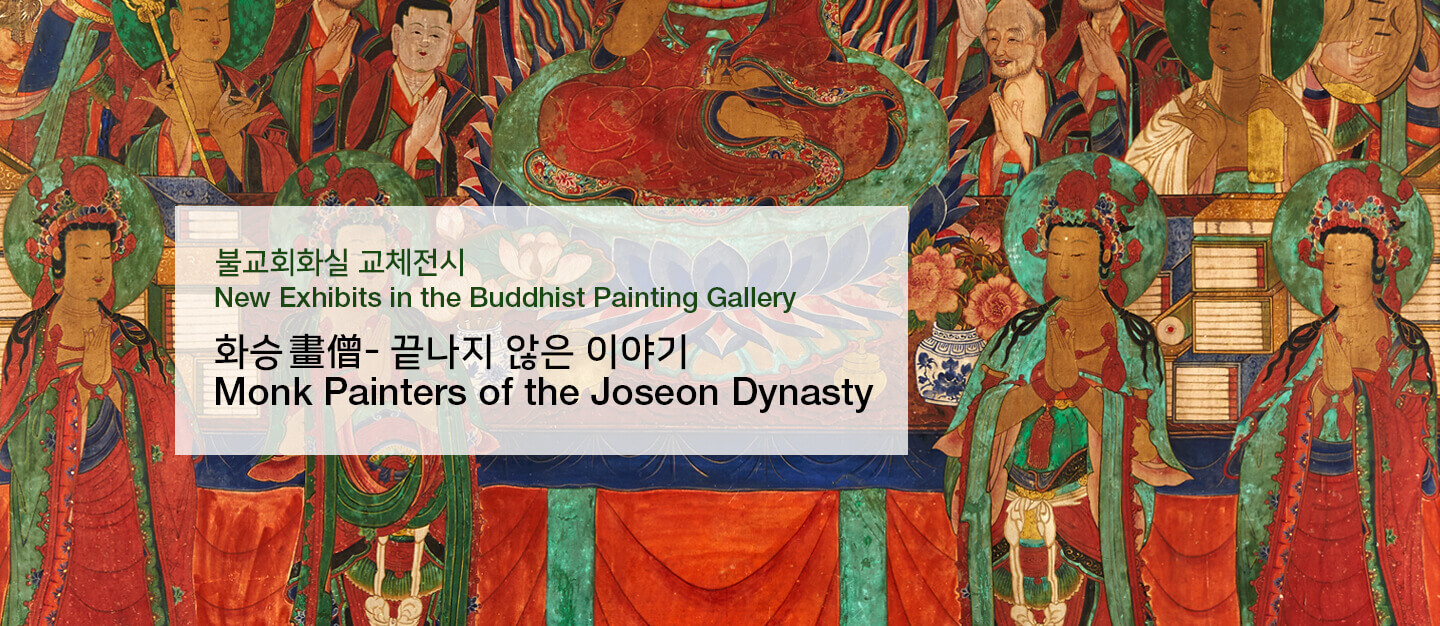 불교회화실 교체전시
New Exhibits in the Buddhist Painting Gallery
화승畫僧- 끝나지 않은 이야기
Monk Painters of the Joseon Dynasty